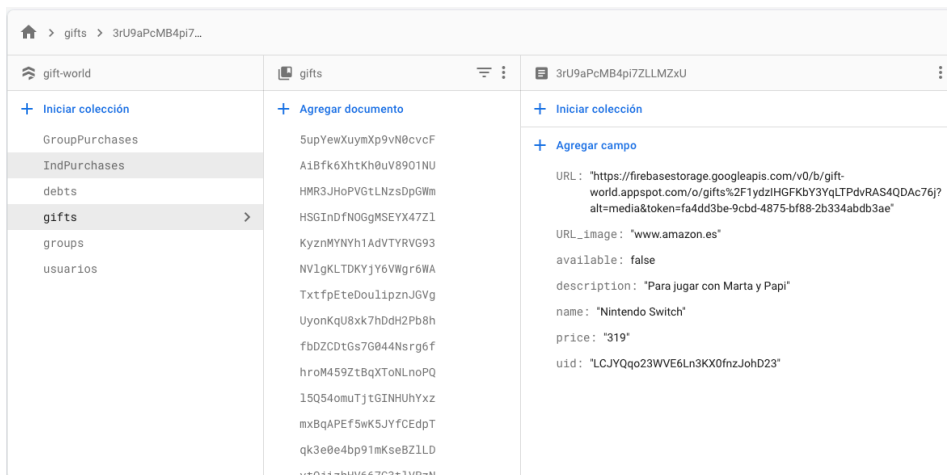 gifts > 3rU9aPcMB4pi7…
gift-world
Iniciar colección
GroupPurchases
IndPurchases
debts
gifts
groups
usuarios
gifts
Agregar documento
5upYewXuymXp9vN0cvcF
AiBfk6XhtKh0uV89O1NU
HMR3JHoPVGtLNzsDpGWm
HSGInDfNOGgMSEYX47Zl
KyznMYNYh1AdVTYRVG93
NVlgKLTDKYjY6VWgr6WA
TxtfpEteDoulipznJGVg
UyonKqU8xk7hDdH2Pb8h
fbDZCDtGs7G044Nsrg6f
hroM459ZtBqXToNLnoPQ
l5Q54omuTjtGINHUhYxz
mxBqAPEf5wK5JYfCEdpT
qk3e0e4bp91mKseBZlLD
3rU9aPcMB4pi7ZLLMZxU
Iniciar colección
Agregar campo
URL: "https://firebasestorage.googleapis.com/v0/b/gift-
world.appspot.com/o/gifts%2F1ydzIHGFKbY3YqLTPdvRAS4QDAc76j?
alt=media&token=fa4dd3be-9cbd-4875-bf88-2b334abdb3ae"
URL_image: "www.amazon.es"
available: false
description: "Para jugar con Marta y Papi"
name: "Nintendo Switch"
price: "319"
uid: "LCJYQqo23WVE6Ln3KX0fnzJohD23"